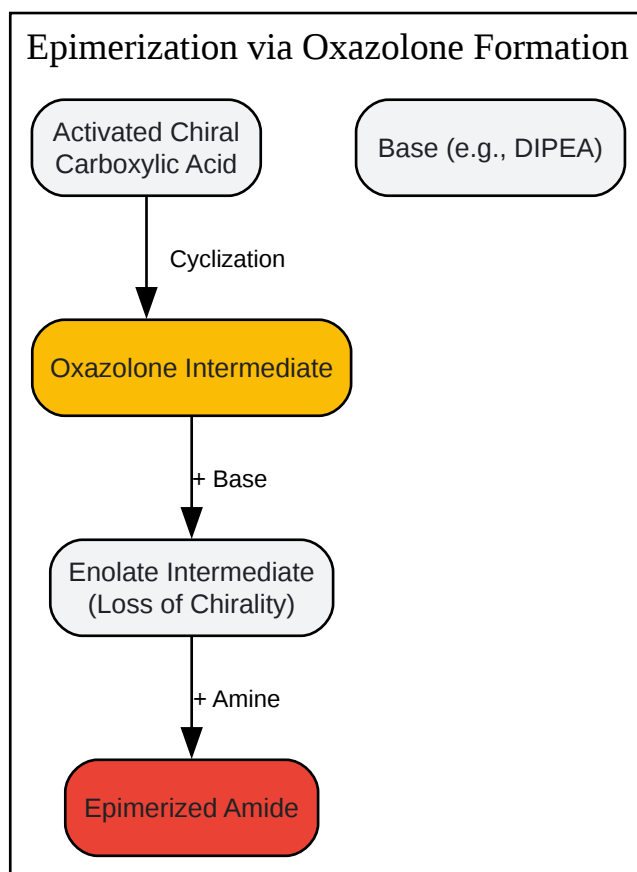 Epimerization via Oxazolone Formation
Activated Chiral
Carboxylic Acid
Base (e.g., DIPEA)
Cyclization
Oxazolone Intermediate
+ Base
Enolate Intermediate
(Loss of Chirality)
+ Amine
Epimerized Amide